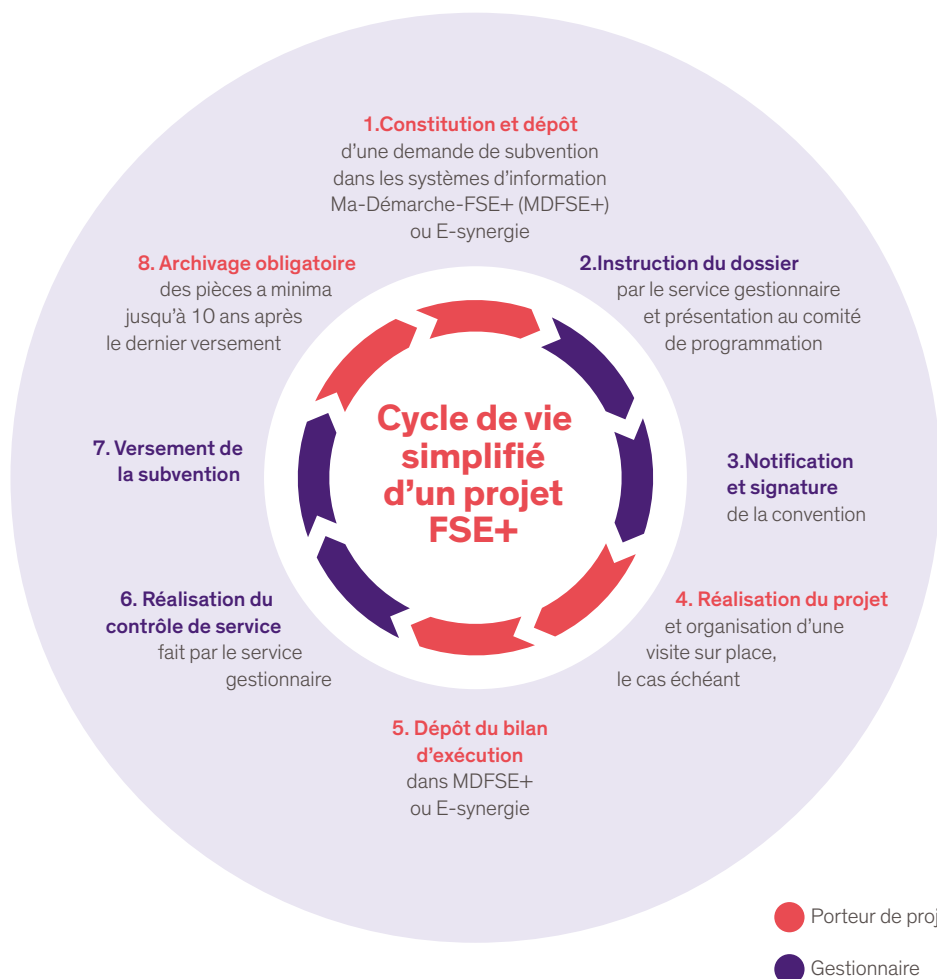 1.Constitution et dépôt
d'une demande de subvention
dans les systèmes d'information
Ma-Démarche-FSE+ (MDFSE+)
ou E-synergie
2.Instruction du dossier
par le service gestionnaire
et présentation au comité
de programmation
3.Notification
et signature
de la convention
4. Réalisation du projet
et organisation d'une
visite sur place,
le cas échéant
5. Dépôt du bilan
d'exécution
dans MDFSE+
ou E-synergie
6. Réalisation du
contrôle de service
fait par le service
gestionnaire
7. Versement de
la subvention
8. Archivage obligatoire
des pièces a minima
jusqu'à 10 ans après
le dernier versement
Cycle de vie
simplifié
d'un projet
FSE+
Porteur de proj
Gestionnaire